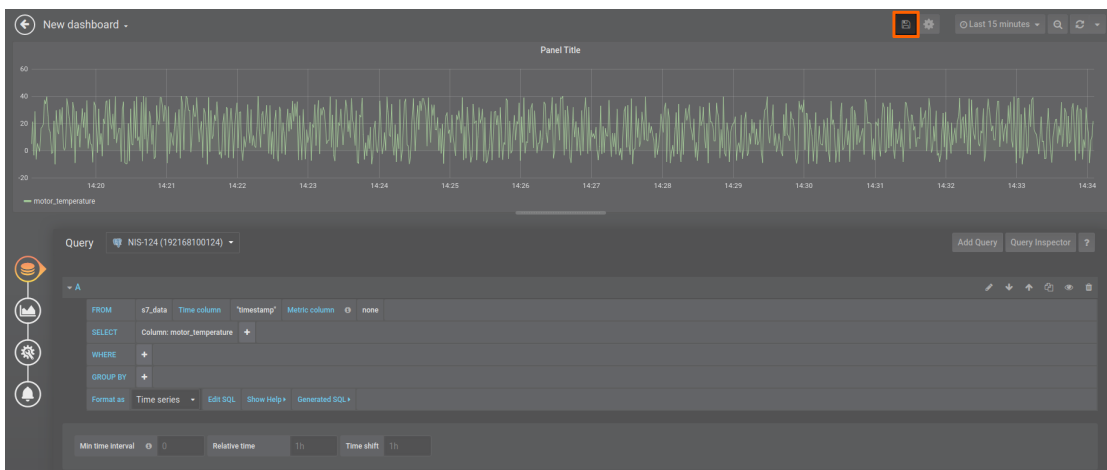 New dashboard
Last 15 minutes
Panel Title
60
40
20
0
-20
14:20 14:21 14:22 14:23 14:24 14:25 14:26 14:27 14:28 14:29 14:30 14:31 14:32 14:33 14:34
motor_temperature
Query NIS-124 (192168100124) Add Query Query Inspector ?
A
FROM s7_data Time column "timestamp" Metric column none
SELECT Column: motor_temperature +
WHERE +
GROUP BY +
Format as Time series Edit SQL Show Help Generated SQL
Min time interval 0 Relative time 1h Time shift 1h